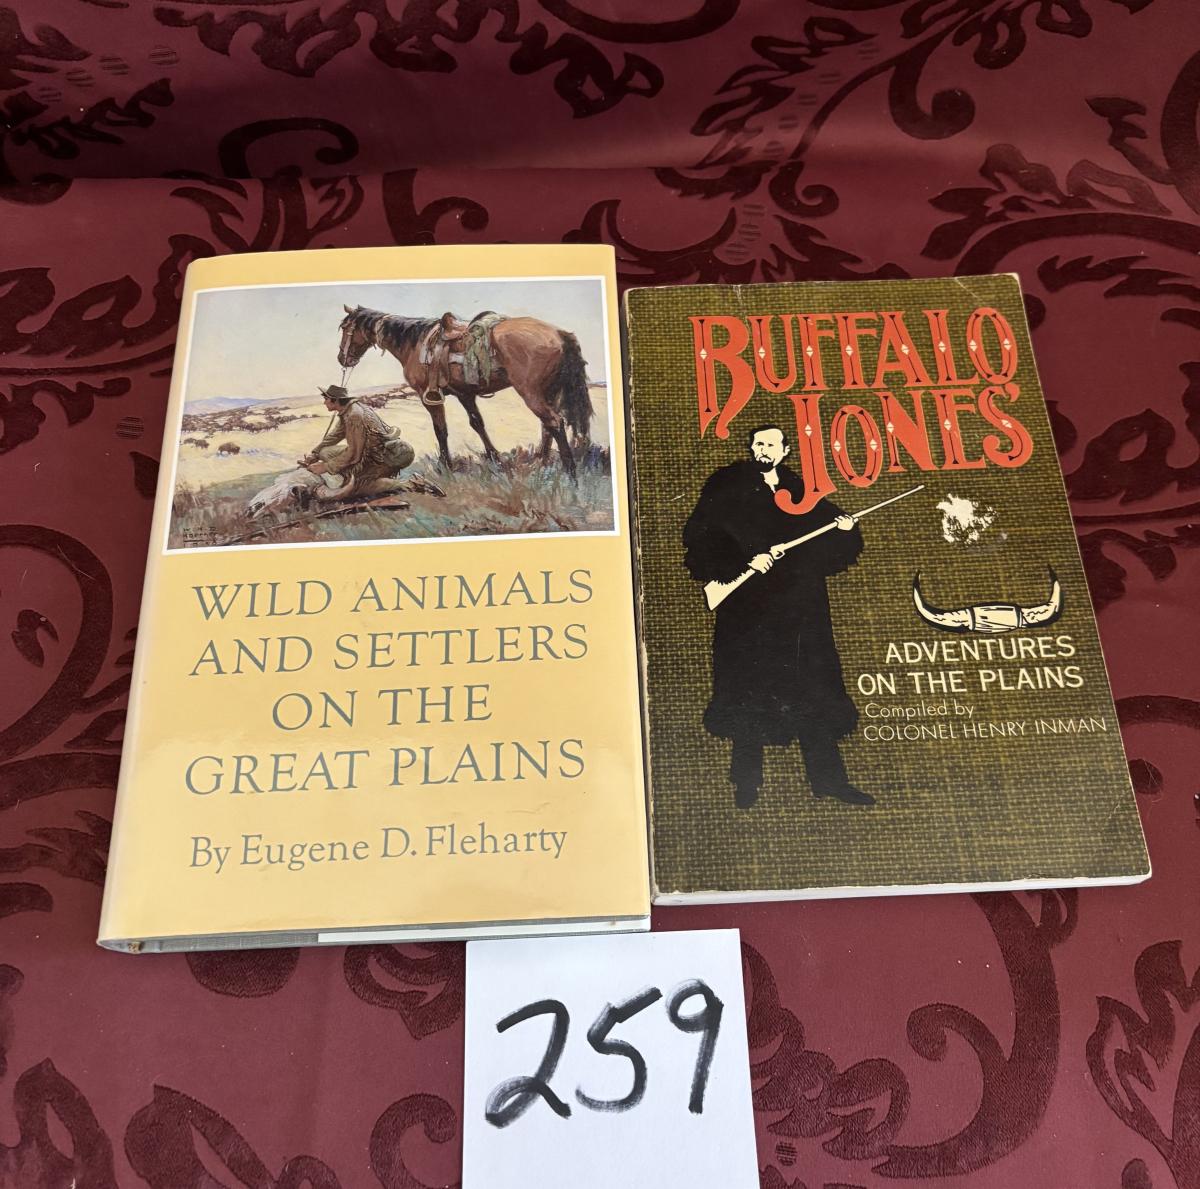 WILD ANIMALS
AND SETTLERS
ON THE
GREAT PLAINS
By Eugene D. Fleharty
BUFFALO
JONES'
ADVENTURES
ON THE PLAINS
Compiled by
COLONEL HENRY INMAN
259